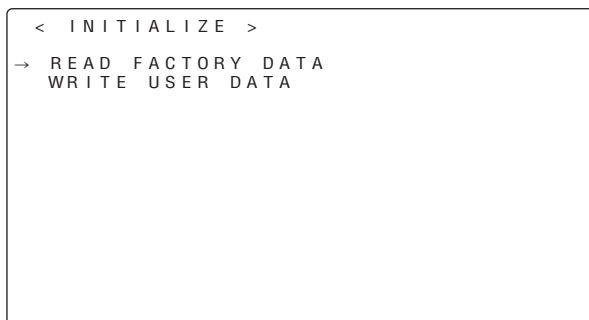 < INITIALIZE >
→ READ FACTORY DATA
WRITE USER DATA